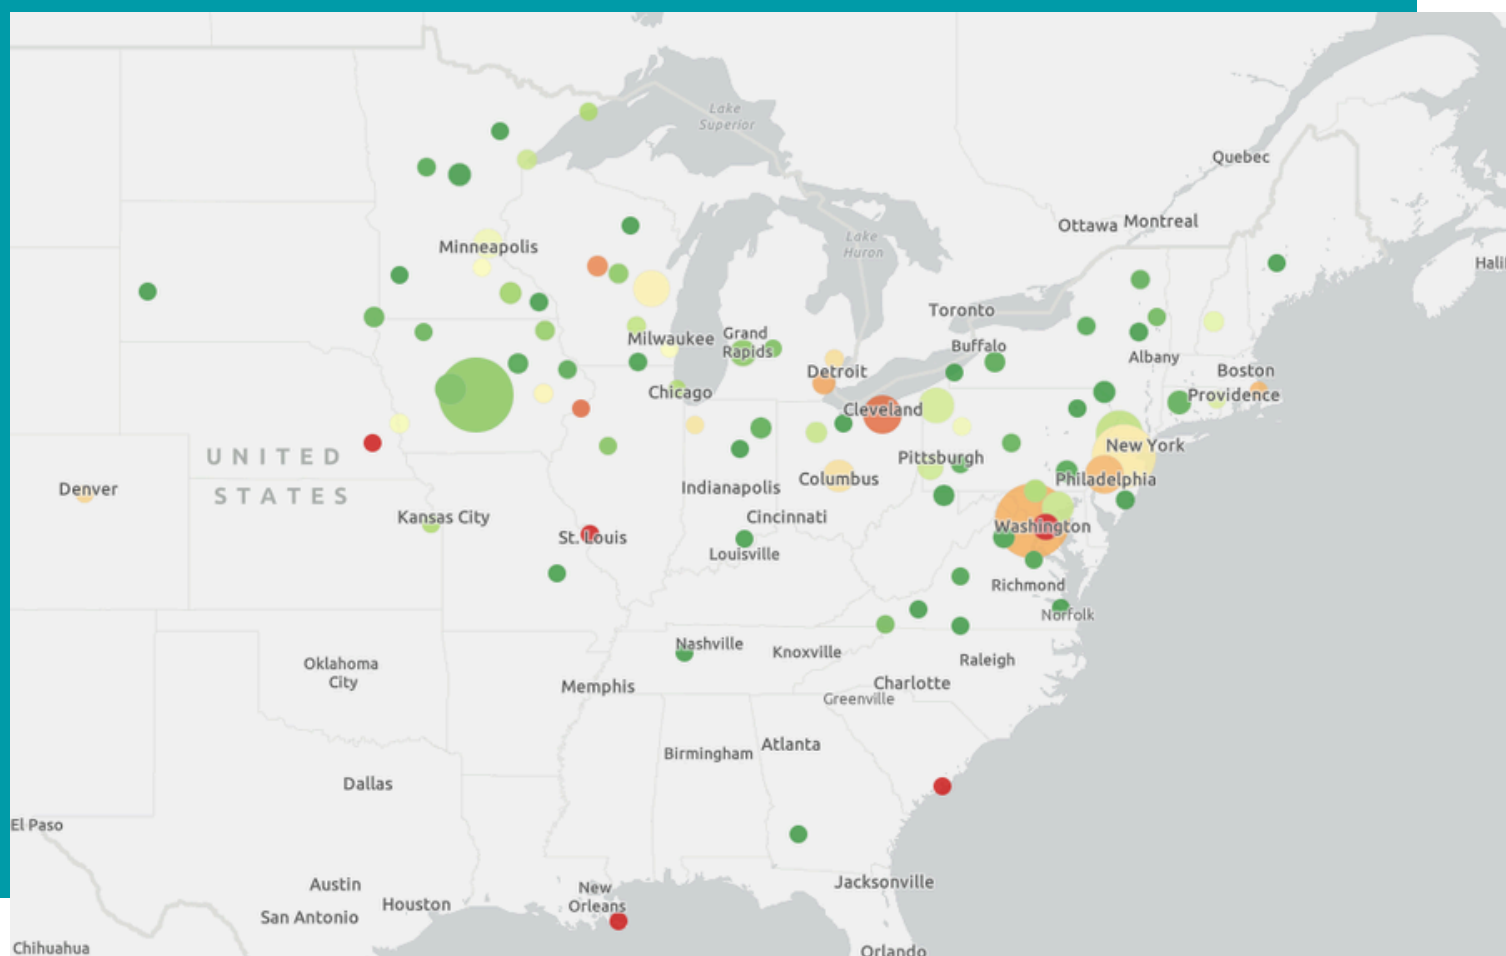 Lake
Superior
Quebec
Ottawa
Montreal
Minneapolis
Lake
Huron
Toronto
Milwaukee
Grand
Rapids
Buffalo
Albany
Detroit
Boston
Chicago
Providence
Cleveland
New York
UNITED
STATES
Pittsburgh
Denver
Indianapolis
Columbus
Philadelphia
Kansas City
Cincinnati
Washington
St. Louis
Louisville
Richmond
Norfolk
Nashville
Knoxville
Raleigh
Oklahoma
City
Memphis
Charlotte
Greenville
Birmingham
Atlanta
Dallas
El Paso
Austin
New
Orleans
Jacksonville
Houston
San Antonio
Chihuahua
Orlando